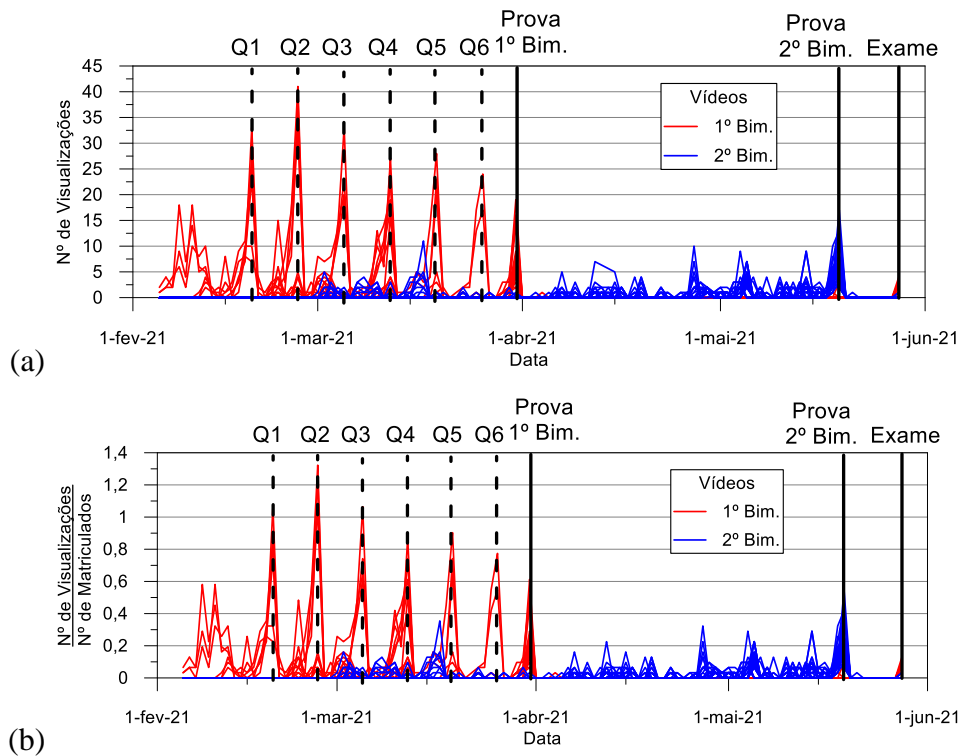 Prova
1º Bim.
Prova
2º Bim.
Exame
Q1 Q2 Q3 Q4 Q5 Q6
45
40
35
30
25
20
15
10
5
0
Nº de Visualizações
Vídeos
1º Bim.
2º Bim.
1-fev-21 1-mar-21 1-abr-21 1-mai-21 1-jun-21
Data
(a)
Prova
1º Bim.
Prova
2º Bim.
Exame
Q1 Q2 Q3 Q4 Q5 Q6
1,4
1,2
1
0,8
0,6
0,4
0,2
0
Nº de Visualizações
Nº de Matriculados
Vídeos
1º Bim.
2º Bim.
1-fev-21 1-mar-21 1-abr-21 1-mai-21 1-jun-21
Data
(b)